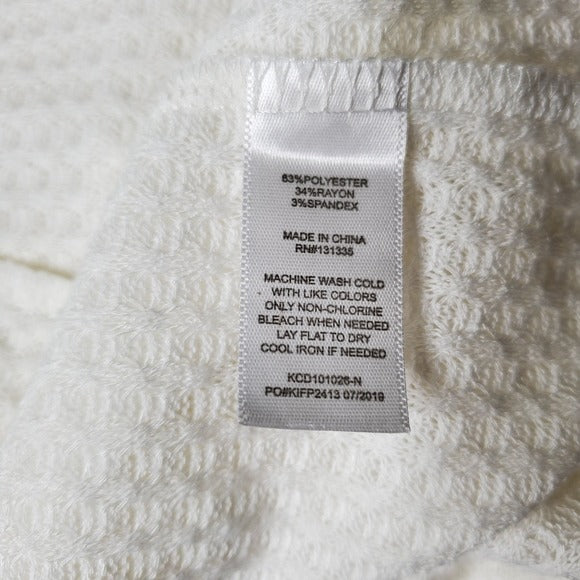 63%POLYESTER
34%RAYON
3%SPANDEX
MADE IN CHINA
RN#131335
MACHINE WASH COLD
WITH LIKE COLORS
ONLY NON-CHLORINE
BLEACH WHEN NEEDED
LAY FLAT TO DRY
COOL IRON IF NEEDED
KCD101026-N
PO#KIFP2413 07/2019